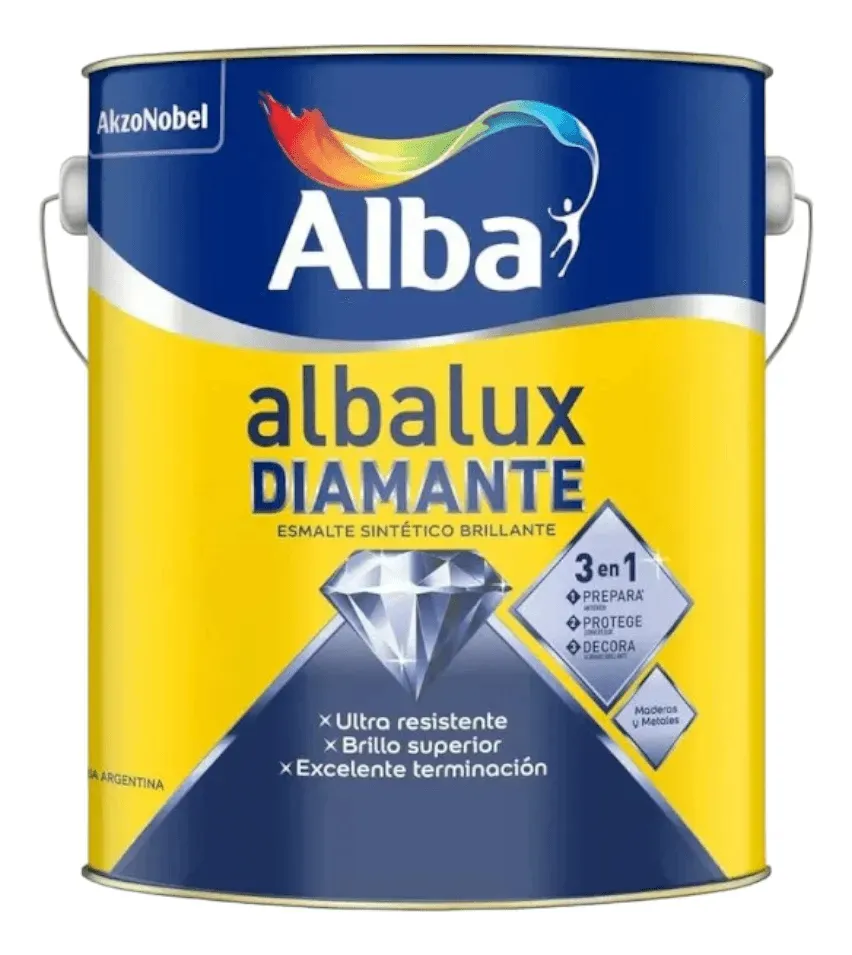 AkzoNobel
Alba
albalux
DIAMANTE
ESMALTE SINTÉTICO BRILLANTE
3 en 1
1 PREPARA
2 PROTEGE
3 DECORA
Maderas
y Metales
Ultra resistente
Brillo superior
Excelente terminación
ARGENTINA